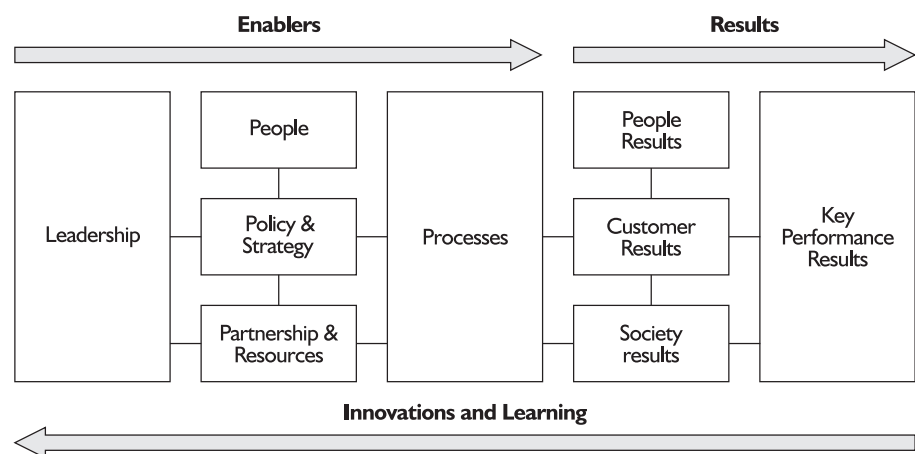 Enablers
Results
Leadership
People
Policy &
Strategy
Partnership &
Resources
Processes
People
Results
Customer
Results
Society
results
Key
Performance
Results
Innovations and Learning